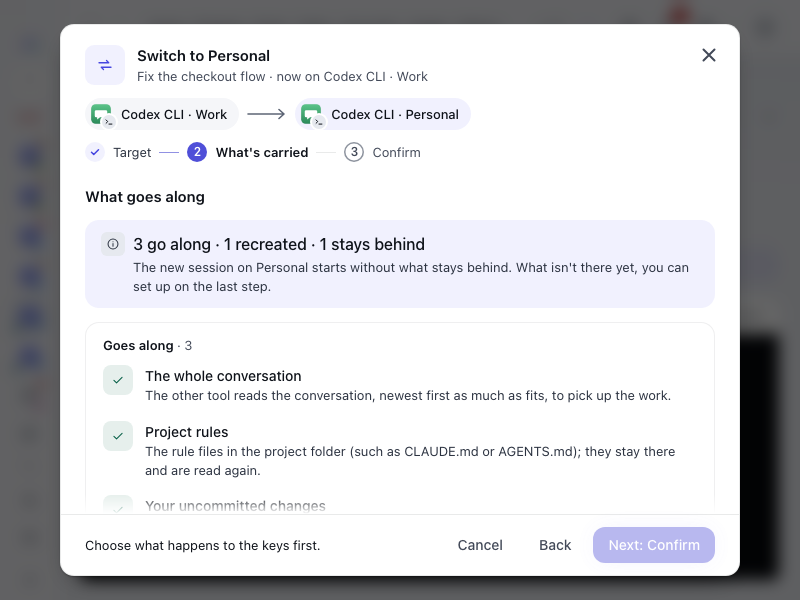 Switch to Personal
Fix the checkout flow · now on Codex CLI · Work
Codex CLI · Work
Codex CLI · Personal
Target
2
What's carried
3
Confirm
What goes along
3 go along · 1 recreated · 1 stays behind
The new session on Personal starts without what stays behind. What isn't there yet, you can
set up on the last step.
Goes along · 3
The whole conversation
The other tool reads the conversation, newest first as much as fits, to pick up the work.
Project rules
The rule files in the project folder (such as CLAUDE.md or AGENTS.md); they stay there
and are read again.
Your uncommitted changes
Choose what happens to the keys first.
Cancel
Back
Next: Confirm